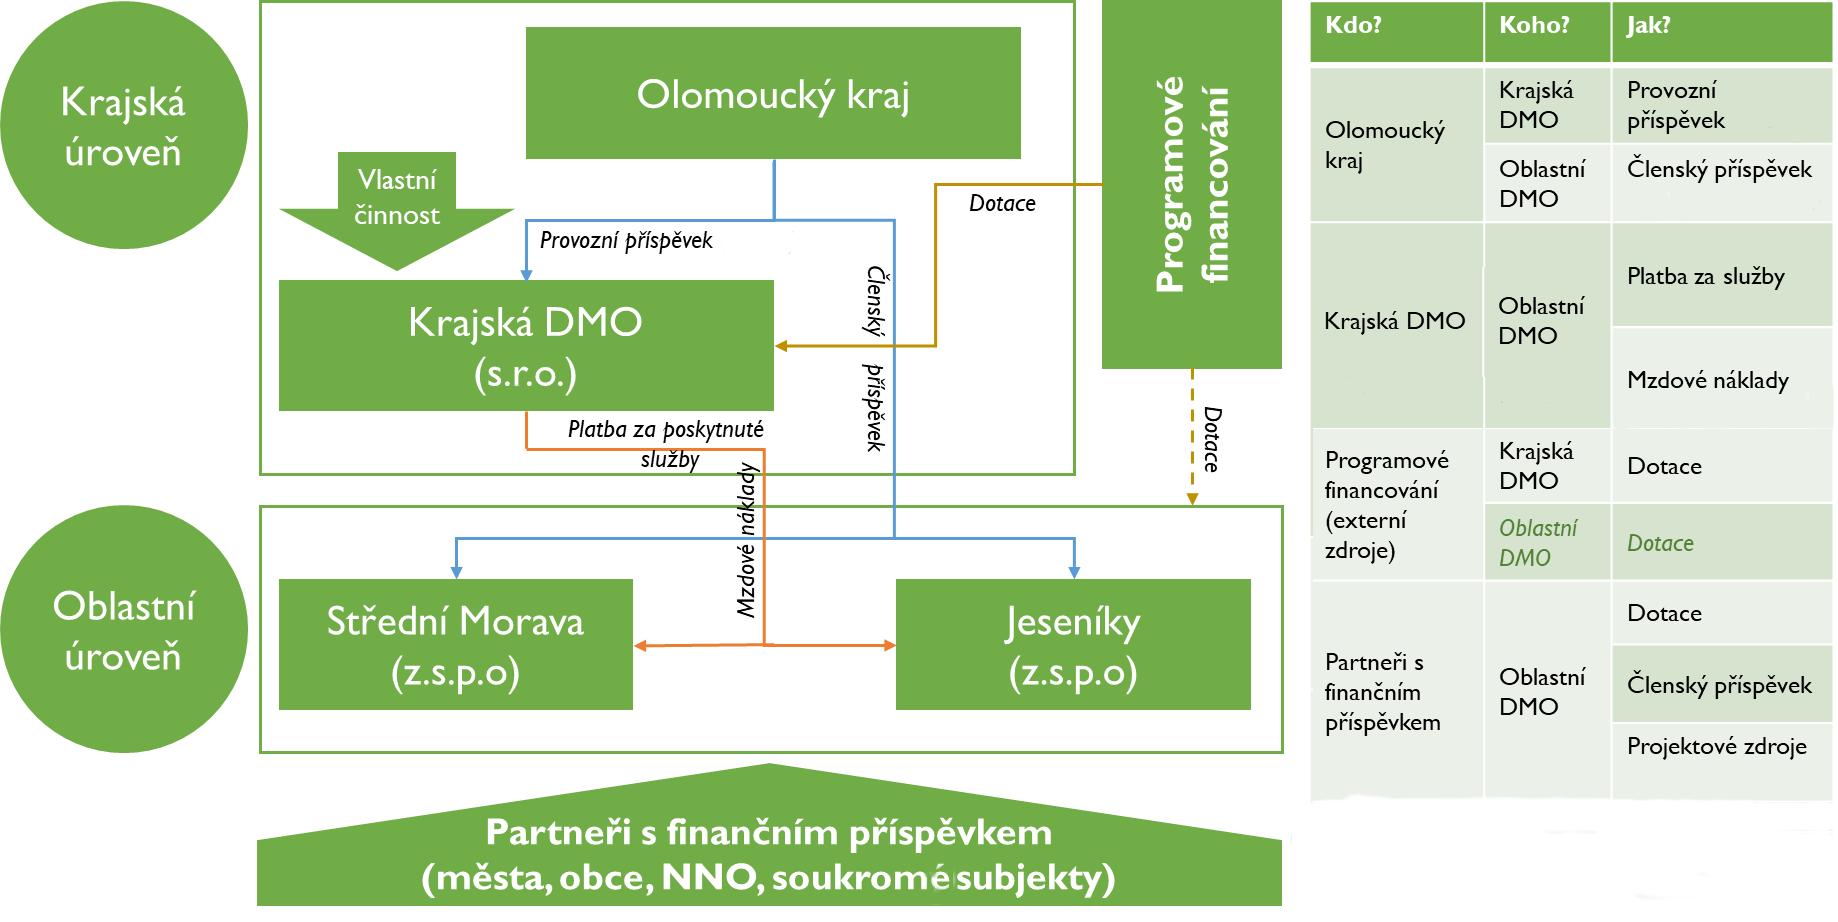 Krajská
úroveň
Olomoucký kraj
Vlastní
činnost
Provozní příspěvek
Členský příspěvek
Dotace
Programové
financování
Krajská DMO
(s.r.o.)
Platba za poskytnuté
služby
Mzdové náklady
Dotace
Oblastní
úroveň
Střední Morava
(z.s.p.o)
Jeseníky
(z.s.p.o)
Partneři s finančním příspěvkem
(města, obce, NNO, soukromé subjekty)
Kdo?
Koho?
Jak?
Olomoucký
kraj
Krajská
DMO
Provozní
příspěvek
Oblastní
DMO
Členský příspěvek
Krajská DMO
Oblastní
DMO
Platba za služby
Mzdové náklady
Programové
financování
(externí
zdroje)
Krajská
DMO
Dotace
Oblastní
DMO
Dotace
Partneři s
finančním
příspěvkem
Oblastní
DMO
Dotace
Členský příspěvek
Projektové zdroje